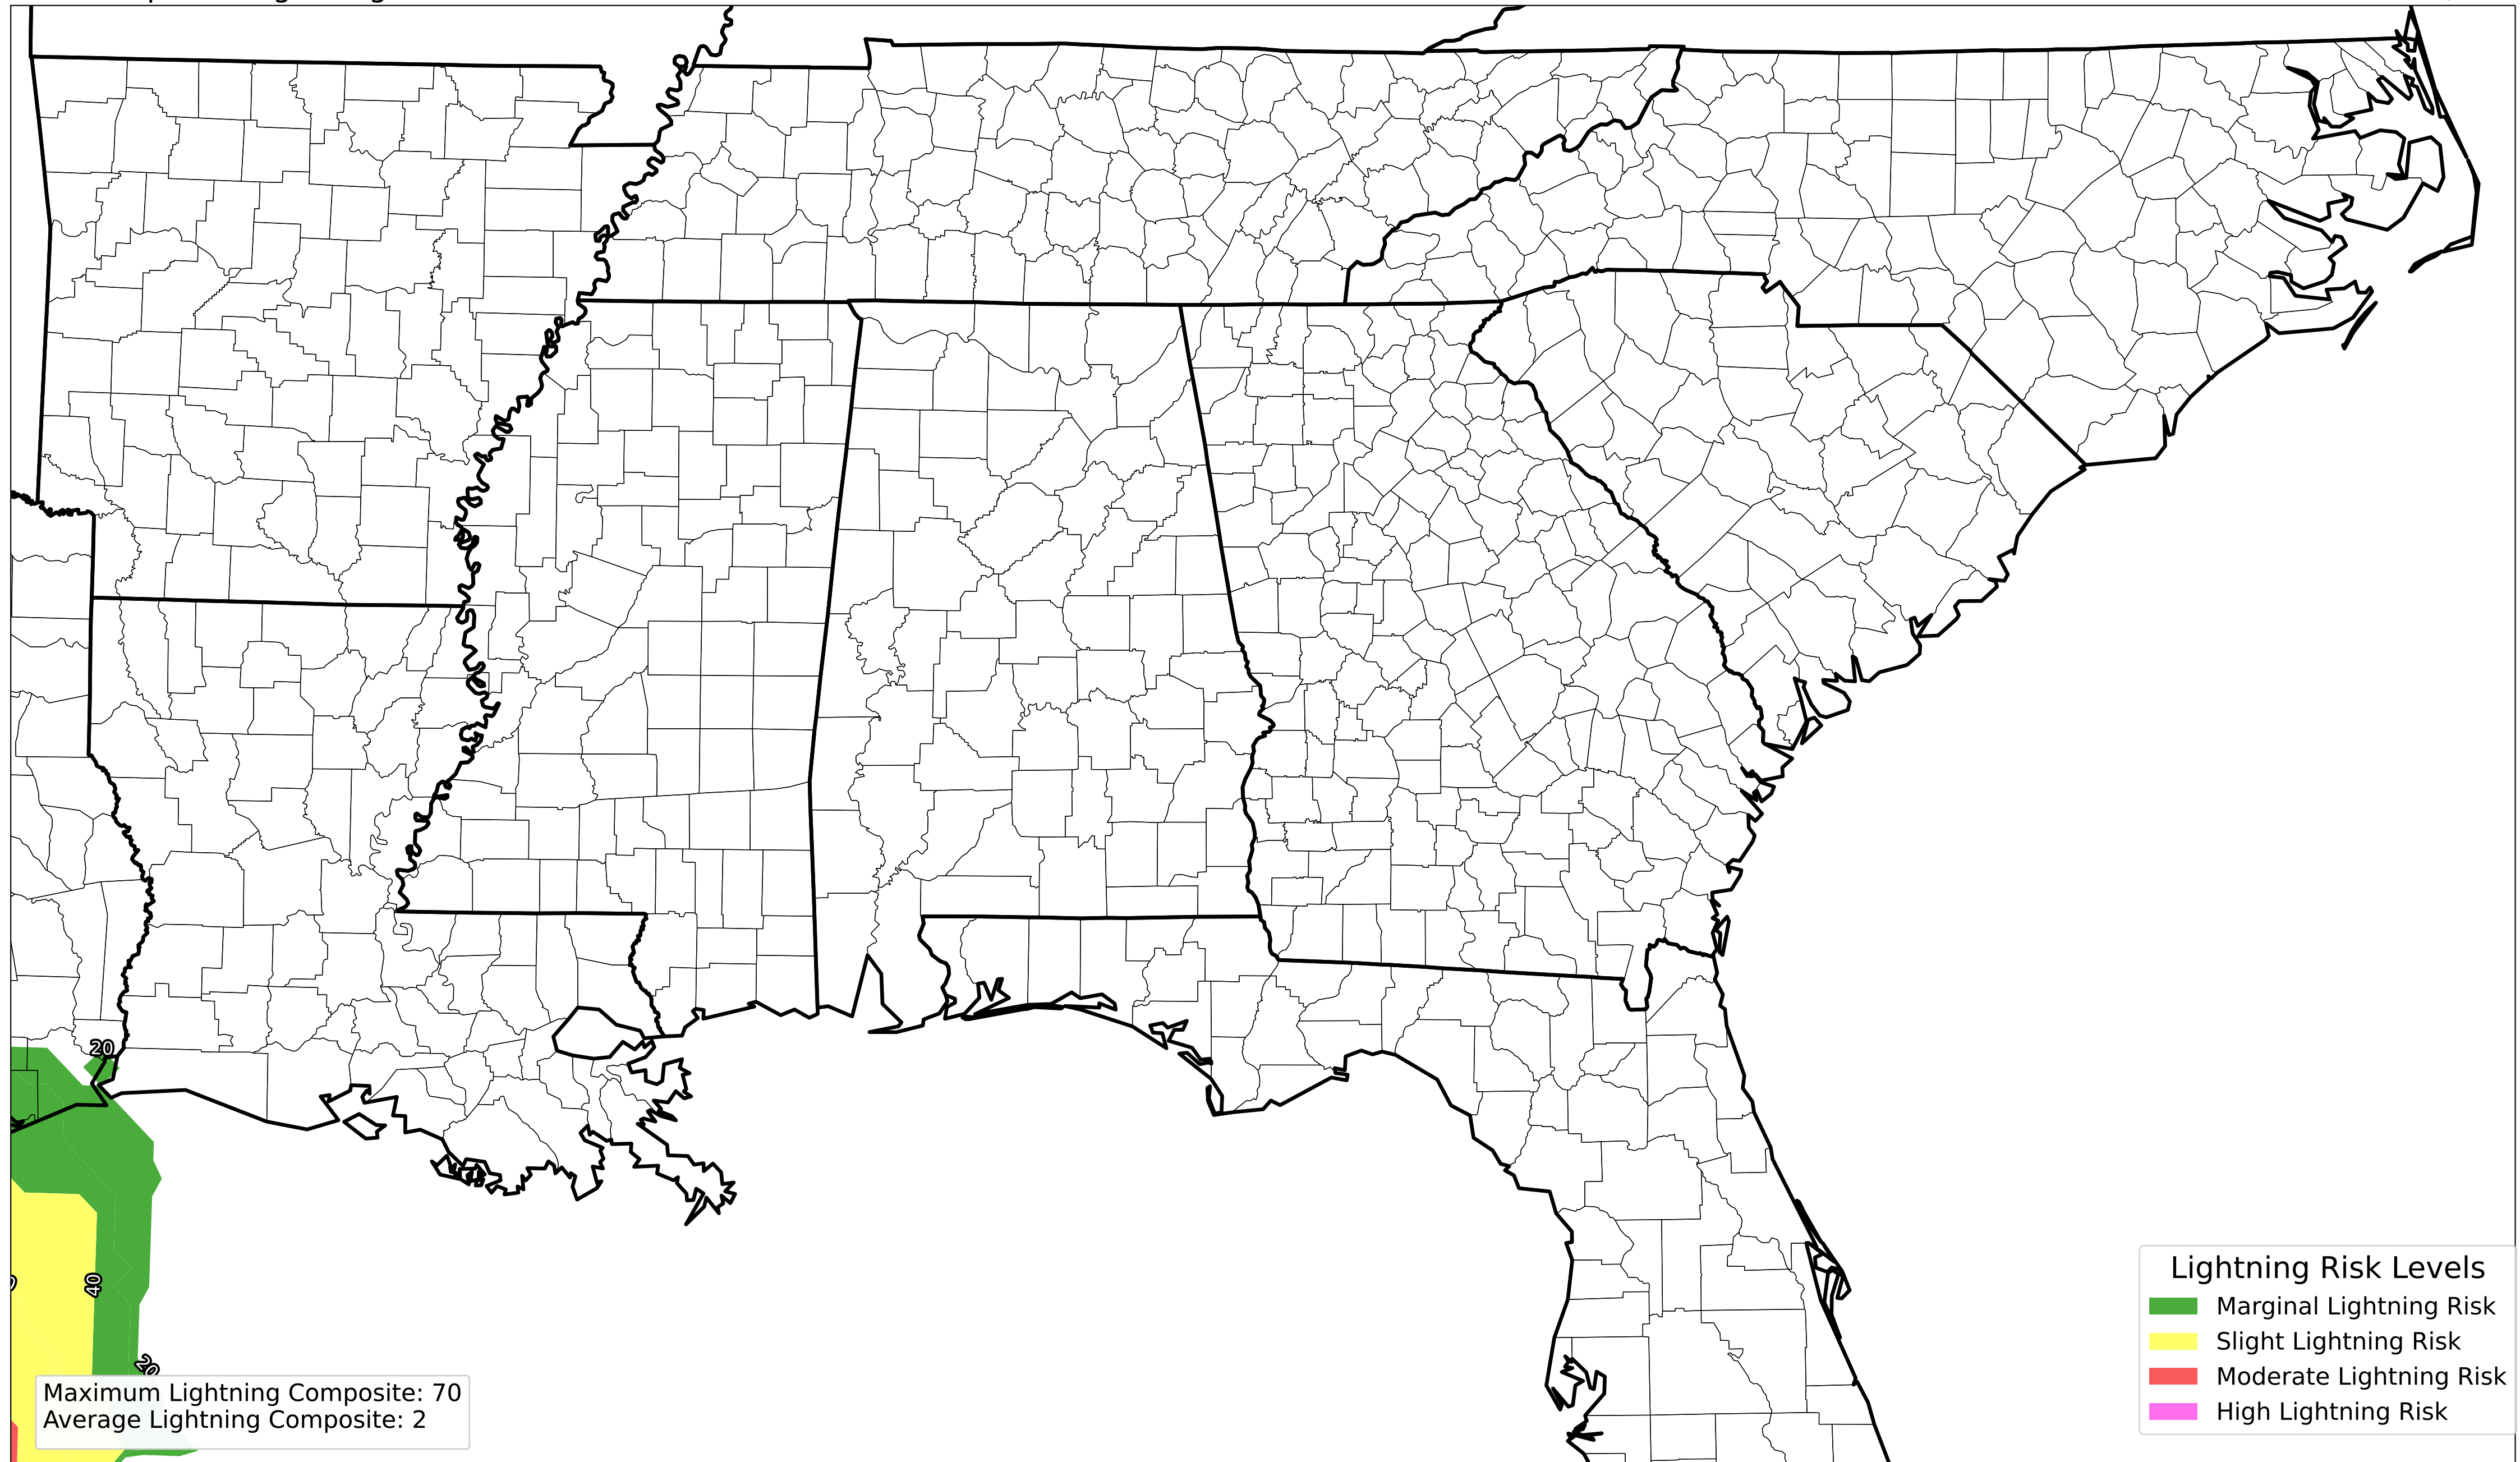 20
40
20
Lightning Risk Levels
Marginal Lightning Risk
Slight Lightning Risk
Moderate Lightning Risk
High Lightning Risk
Maximum Lightning Composite: 70
Average Lightning Composite: 2